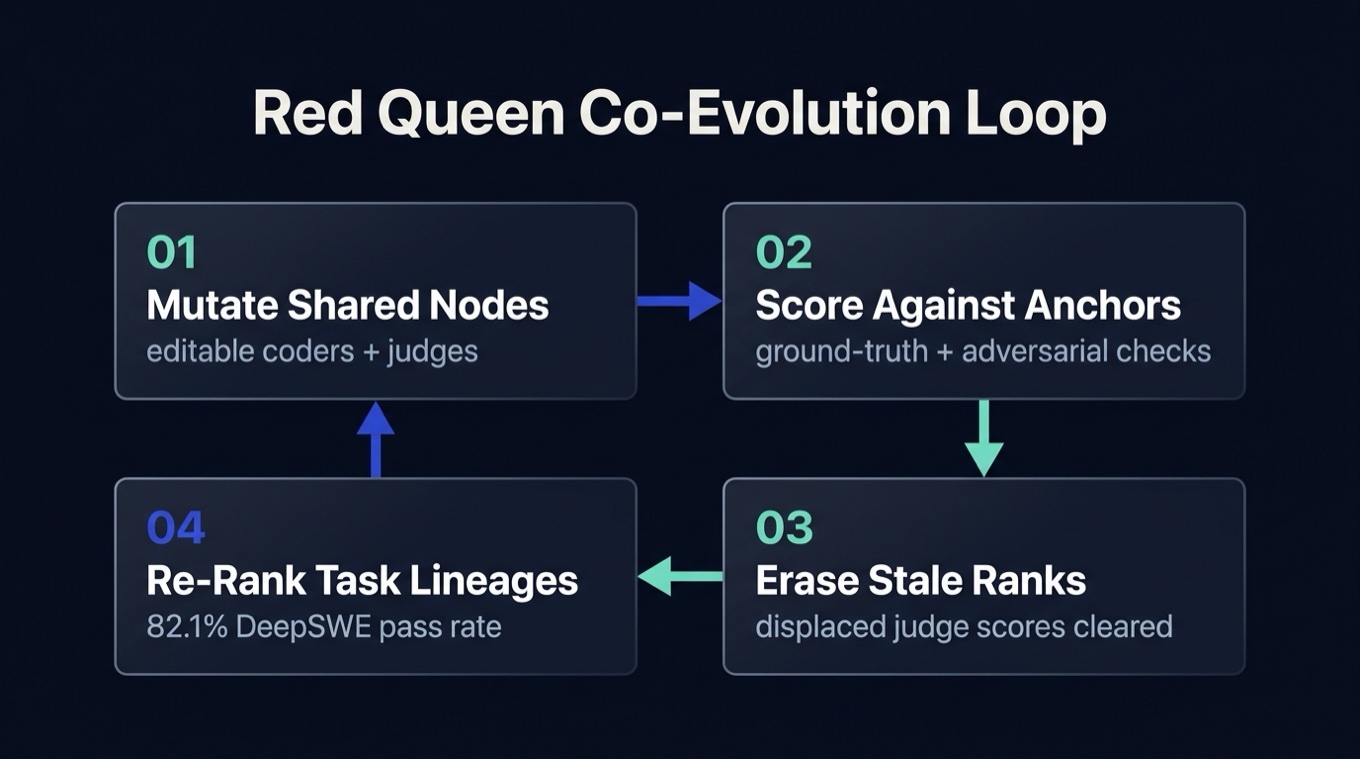 Red Queen Co-Evolution Loop
01
Mutate Shared Nodes
editable coders + judges
02
Score Against Anchors
ground-truth + adversarial checks
03
Erase Stale Ranks
displaced judge scores cleared
04
Re-Rank Task Lineages
82.1% DeepSWE pass rate